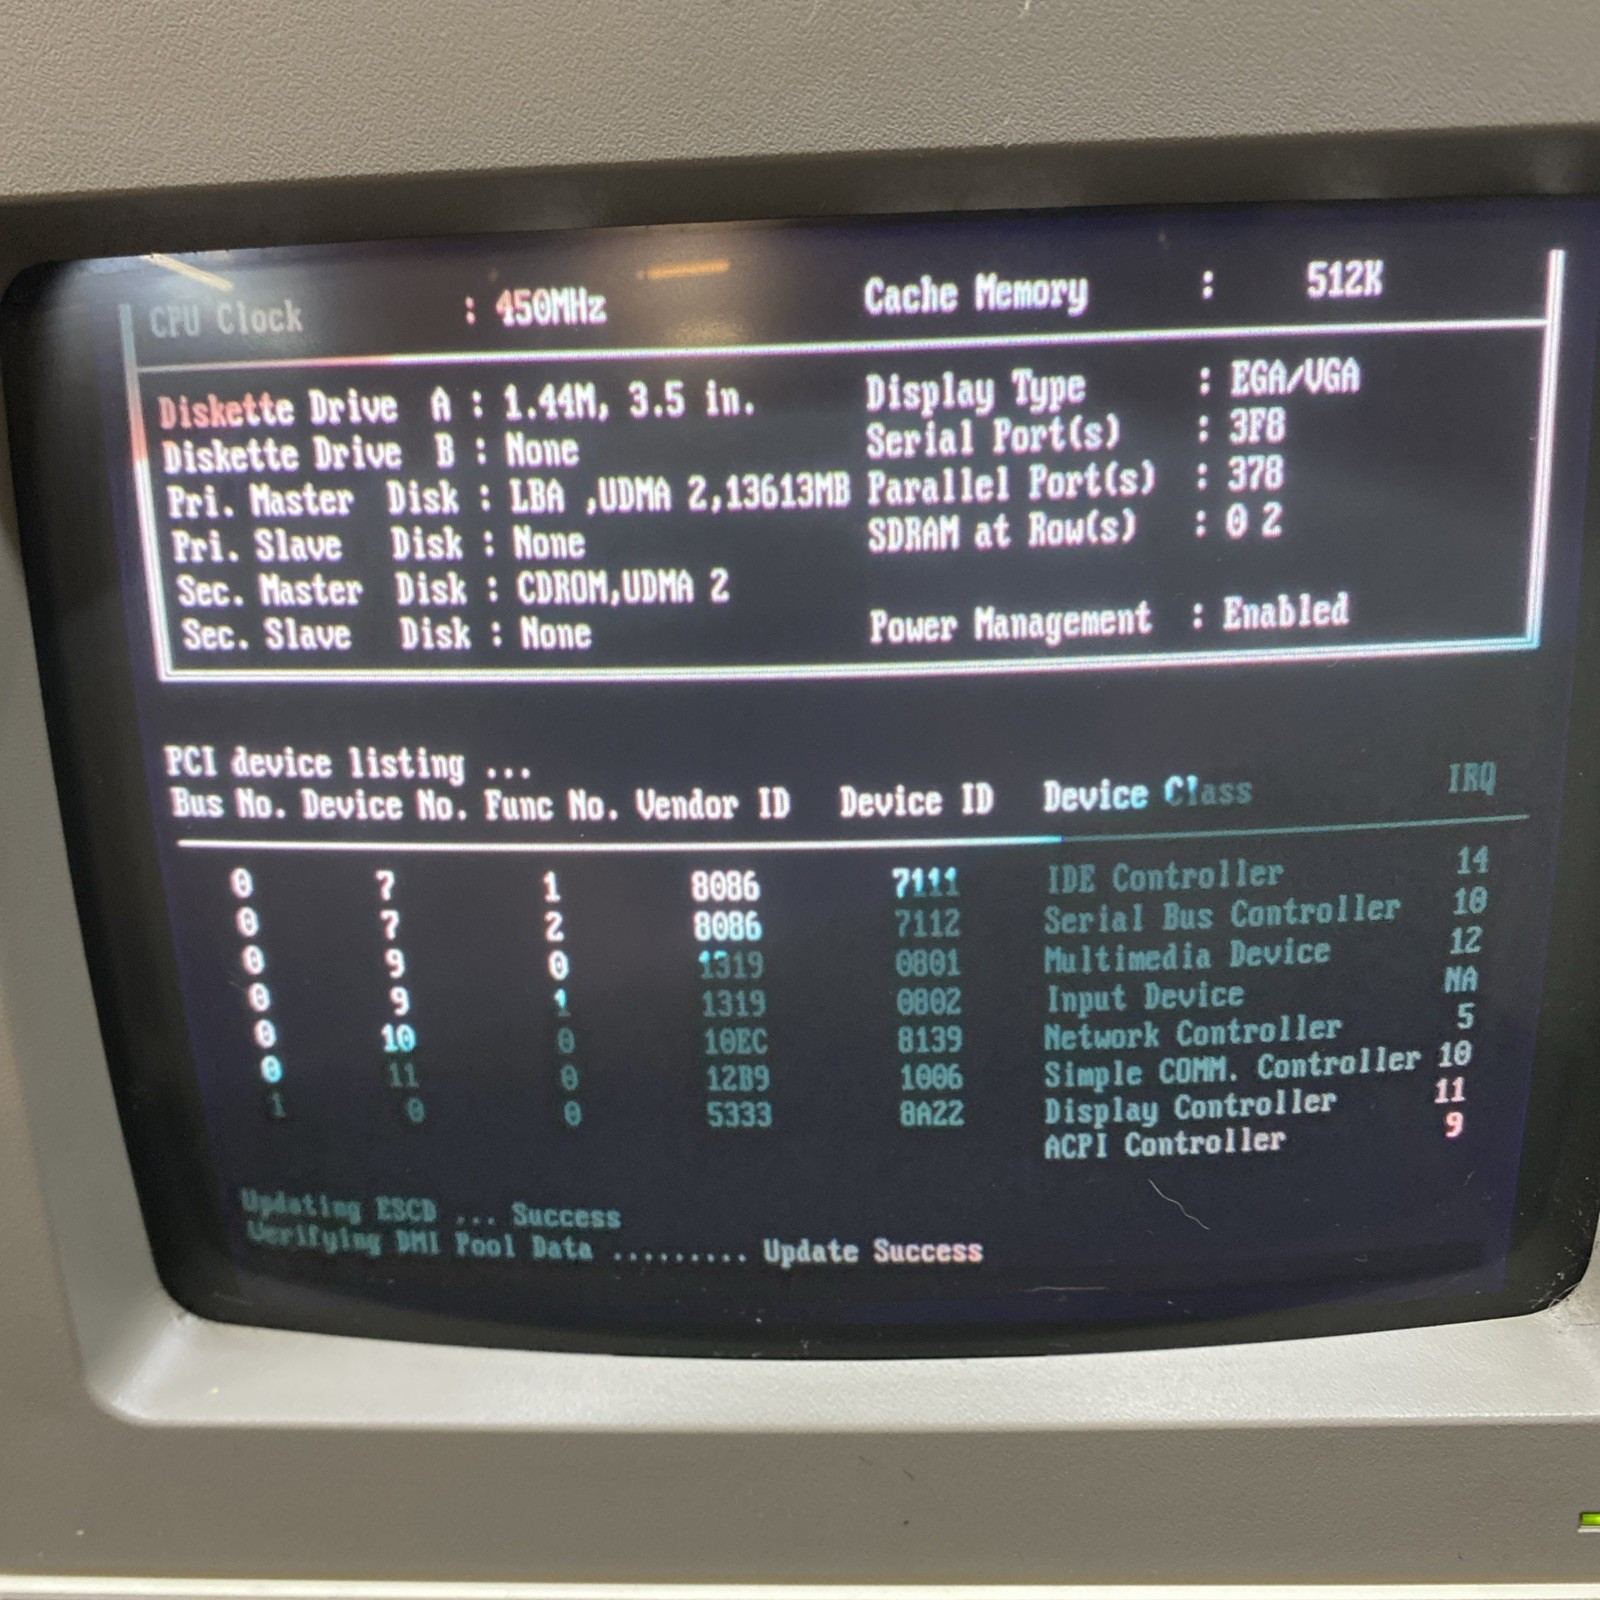 CPU Clock : 450MHz Cache Memory : 512K
Diskette Drive A : 1.44M, 3.5 in. Display Type : EGA/VGA
Diskette Drive B : None Serial Port(s) : 3F8
Pri. Master Disk : LBA ,UDMA 2,13613MB Parallel Port(s) : 378
Pri. Slave Disk : None SDRAM at Row(s) : 0 2
Sec. Master Disk : CDROM,UDMA 2
Sec. Slave Disk : None Power Management : Enabled
PCI device listing ...
Bus No. Device No. Func No. Vendor ID Device ID Device Class IRQ
0 7 1 8086 7111 IDE Controller 14
0 7 2 8086 7112 Serial Bus Controller 10
0 9 0 1319 0801 Multimedia Device 12
0 9 1 1319 0802 Input Device NA
0 10 0 10EC 8139 Network Controller 5
0 11 0 12B9 1006 Simple COMM. Controller 10
1 0 0 5333 8A22 Display Controller 11
ACPI Controller 9
Updating ESCD ... Success
Verifying DMI Pool Data ......... Update Success